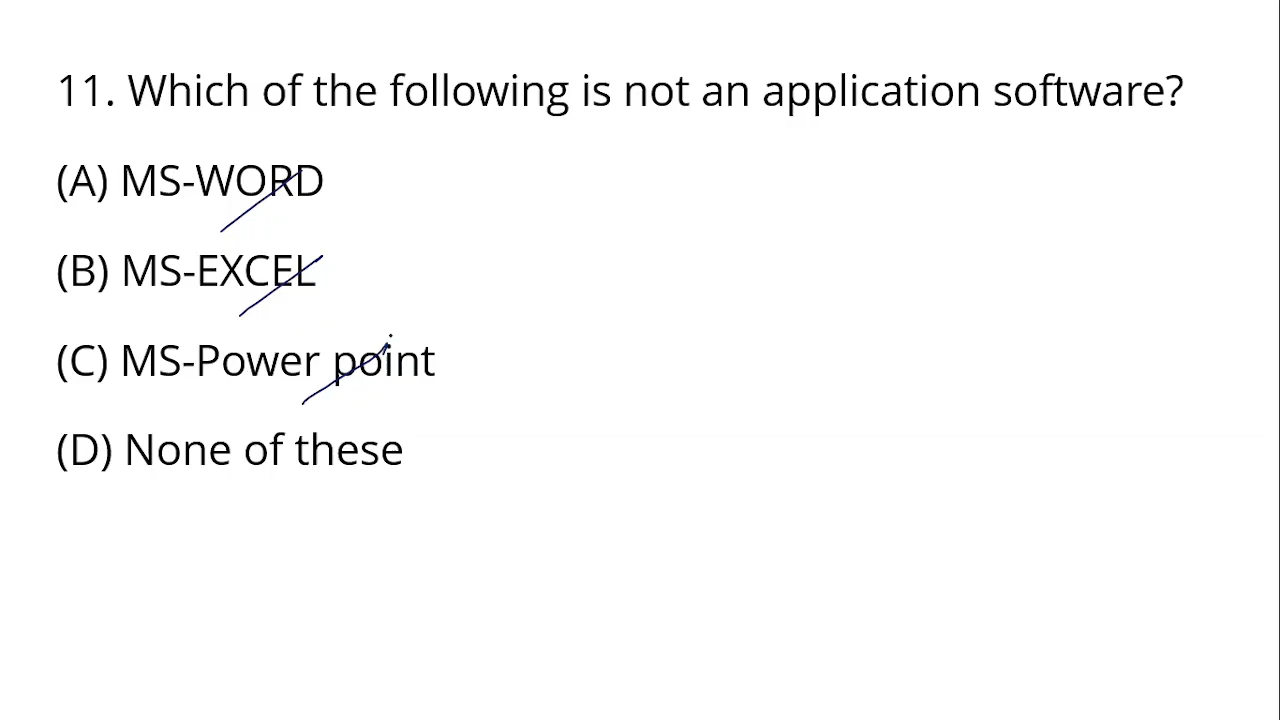 11. Which of the following is not an application software?
(A) MS-WORD
(B) MS-EXCEL
(C) MS-Power point
(D) None of these